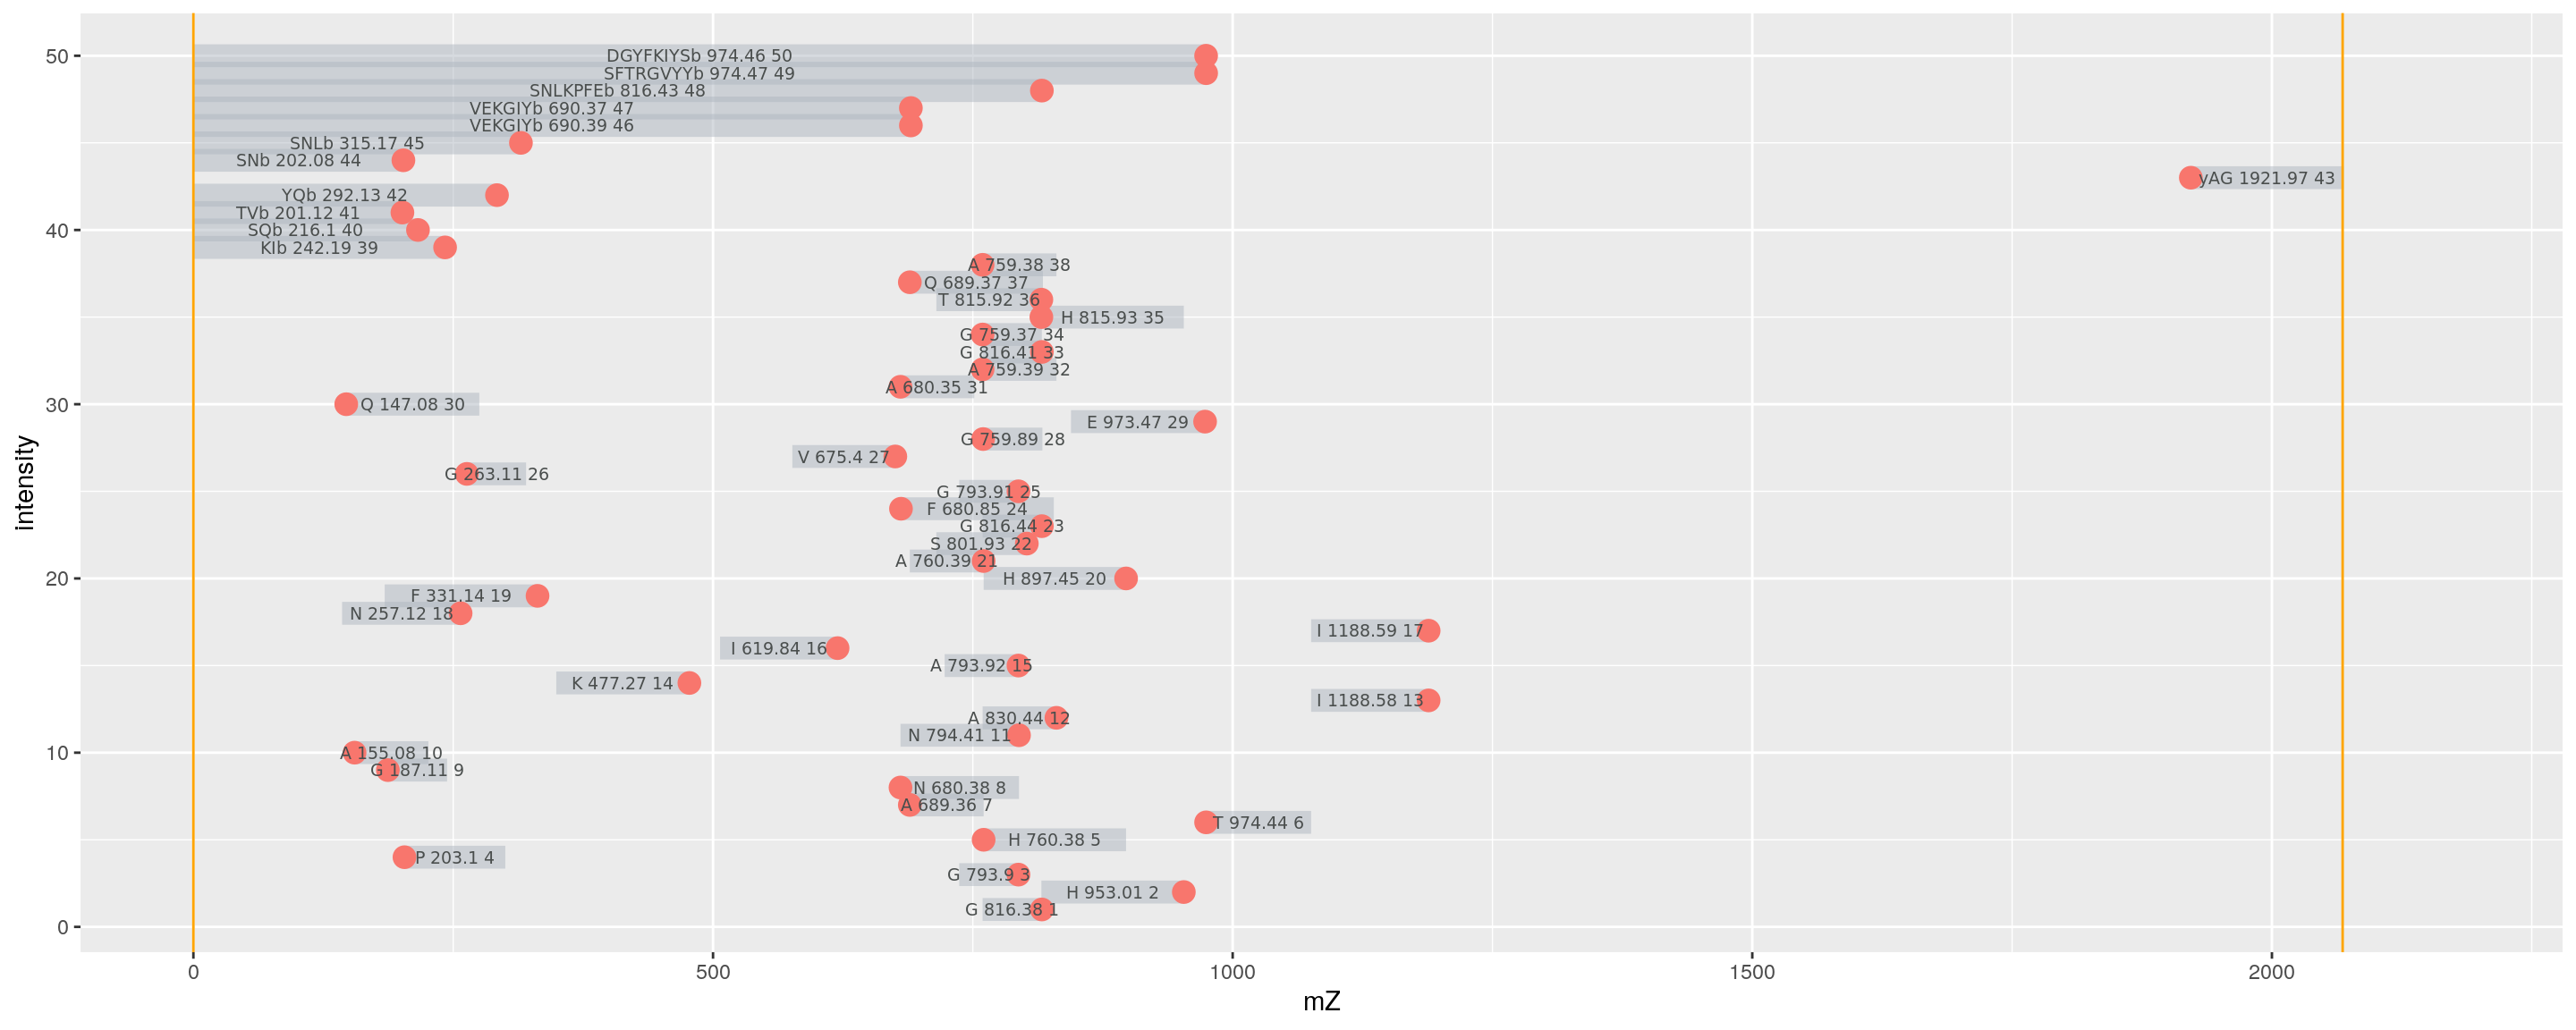 50
DGYFKIYSb 974.46 50
SFTRGVYYb 974.47 49
SNLKPFEb 816.43 48
VEKGIYb 690.37 47
VEKGIYb 690.39 46
SNLb 315.17 45
SNb 202.08 44
yAG 1921.97 43
YQb 292.13 42
TVb 201.12 41
40
SQb 216.1 40
KIb 242.19 39
A 759.38 38
Q 689.37 37
T 815.92 36
H 815.93 35
G 759.37 34
G 816.41 33
A 759.39 32
A 680.35 31
30
Q 147.08 30
E 973.47 29
G 759.89 28
V 675.4 27
G 263.11 26
intensity
G 793.91 25
F 680.85 24
G 816.44 23
S 801.93 22
A 760.39 21
20
H 897.45 20
F 331.14 19
N 257.12 18
I 1188.59 17
I 619.84 16
A 793.92 15
K 477.27 14
I 1188.58 13
A 830.44 12
N 794.41 11
10
A 155.08 10
G 187.11 9
N 680.38 8
A 689.36 7
T 974.44 6
H 760.38 5
P 203.1 4
G 793.9 3
H 953.01 2
G 816.38 1
0
0 500 1000 1500 2000
mZ